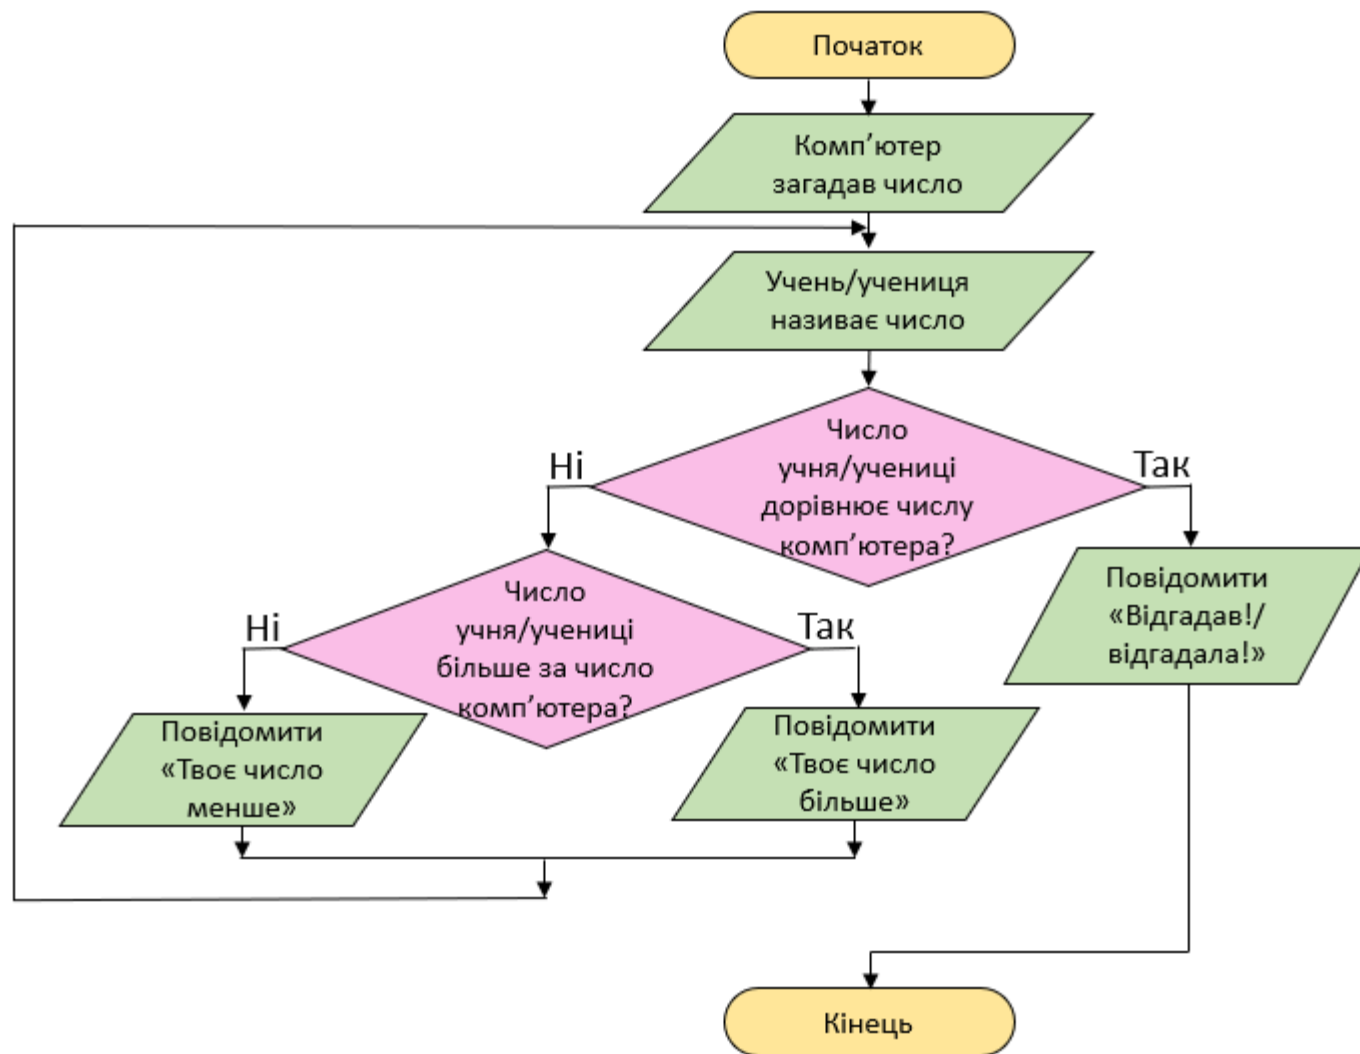 Початок
Комп’ютер
загадав число
Учень/учениця
називає число
Число
учня/учениці
дорівнює числу
комп’ютера?
Ні
Так
Число
учня/учениці
більше за число
комп’ютера?
Ні
Так
Повідомити
«Відгадав!/
відгадала!»
Повідомити
«Твоє число
менше»
Повідомити
«Твоє число
більше»
Кінець